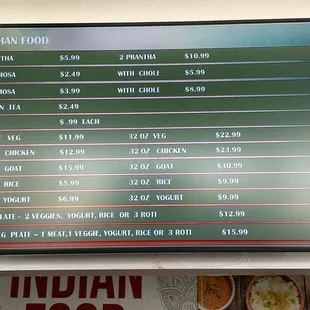 IAN FOOD
THA $5.99 2 PRANTHA $10.99
MOSA $2.49 WITH CHOLE $5.99
MOSA $3.99 WITH CHOLE $8.99
N TEA $2.49
$ .99 EACH
VEG $11.99 32 OZ VEG $22.99
CHICKEN $12.99 32 OZ CHICKEN $23.99
GOAT $15.99 32 OZ GOAT $30.99
RICE $5.99 32 OZ RICE $9.99
YOGURT $6.99 32 OZ YOGURT $9.99
PLATE - 2 VEGGIES, YOGURT, RICE OR 3 ROTI $12.99
EG PLATE - 1 MEAT,1 VEGGIE, YOGURT, RICE OR 3 ROTI $15.99
INDIAN
FOOD